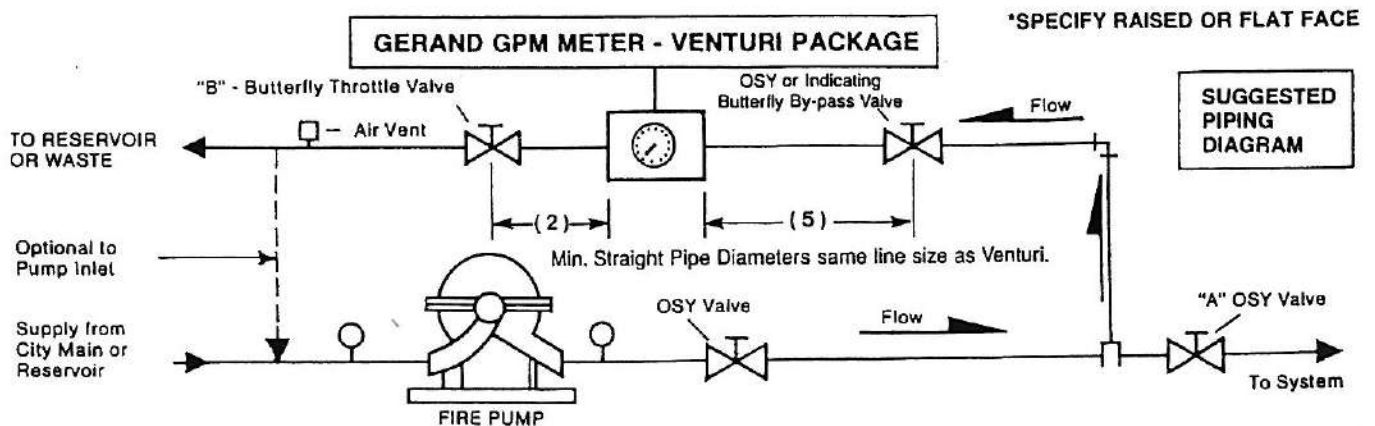 *SPECIFY RAISED OR FLAT FACE
GERAND GPM METER - VENTURI PACKAGE
"B" - Butterfly Throttle Valve
OSY or Indicating
Butterfly By-pass Valve
Flow
SUGGESTED
PIPING
DIAGRAM
TO RESERVOIR
OR WASTE
Air Vent
(2)
(5)
Optional to
Pump Inlet
Min. Straight Pipe Diameters same line size as Venturi.
OSY Valve
"A" OSY Valve
Supply from
City Main or
Reservoir
Flow
To System
FIRE PUMP